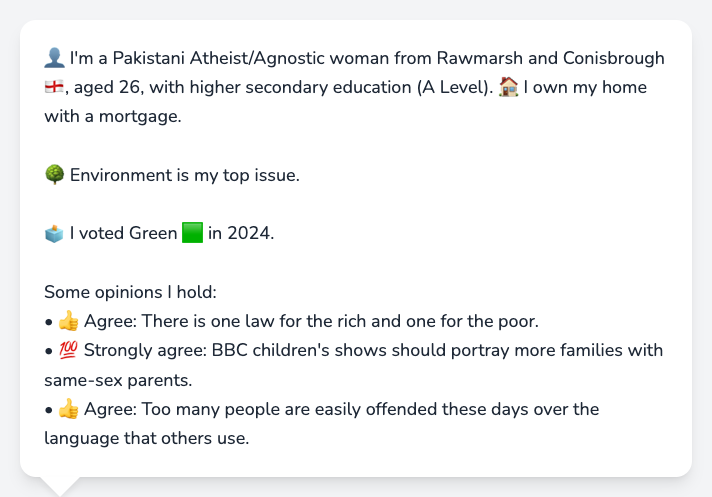 👤 I'm a Pakistani Atheist/Agnostic woman from Rawmarsh and Conisbrough
🏴󠁧󠁢󠁥󠁮󠁧󠁿, aged 26, with higher secondary education (A Level). 🏠 I own my home
with a mortgage.
🌳 Environment is my top issue.
🗳️ I voted Green 🟩 in 2024.
Some opinions I hold:
• 👍 Agree: There is one law for the rich and one for the poor.
• 💯 Strongly agree: BBC children's shows should portray more families with
same-sex parents.
• 👍 Agree: Too many people are easily offended these days over the
language that others use.